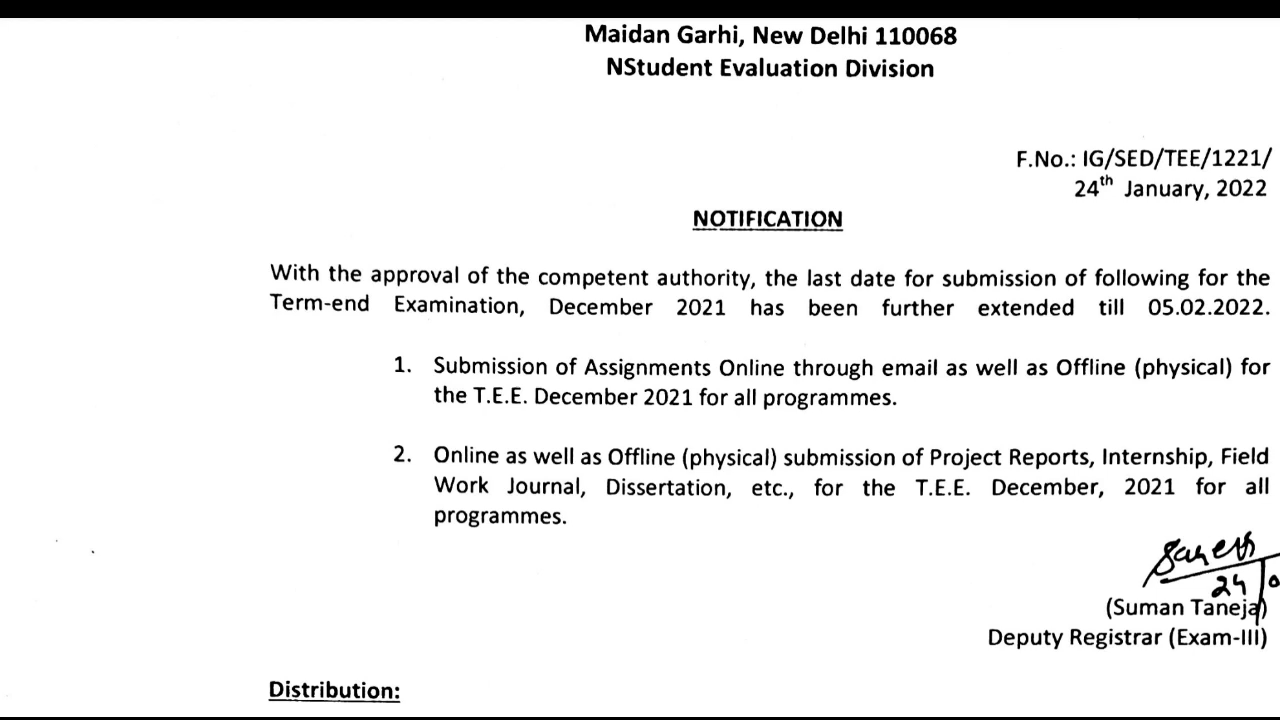 Maidan Garhi, New Delhi 110068
NStudent Evaluation Division
F.No.: IG/SED/TEE/1221/
24th January, 2022
NOTIFICATION
With the approval of the competent authority, the last date for submission of following for the
Term-end Examination, December 2021 has been further extended till 05.02.2022.
1. Submission of Assignments Online through email as well as Offline (physical) for
the T.E.E. December 2021 for all programmes.
2. Online as well as Offline (physical) submission of Project Reports, Internship, Field
Work Journal, Dissertation, etc., for the T.E.E. December, 2021 for all
programmes.
24/0
(Suman Taneja)
Deputy Registrar (Exam-III)
Distribution: